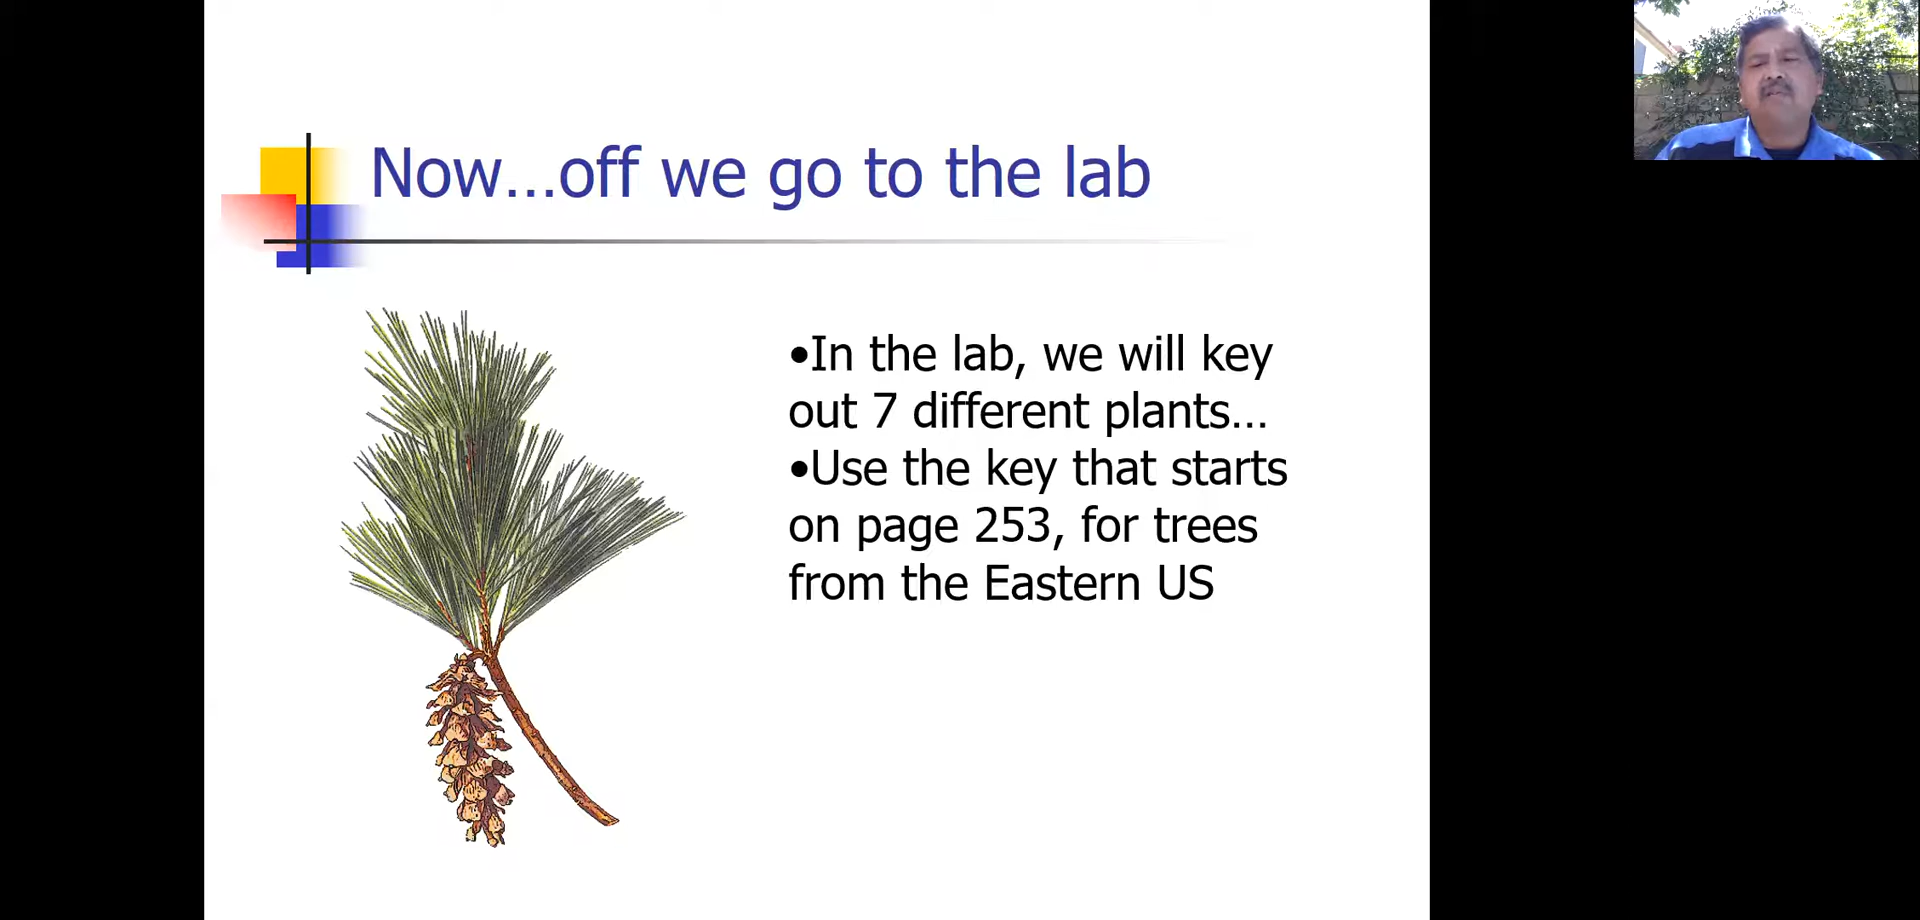 Now...off we go to the lab
•In the lab, we will key
out 7 different plants...
•Use the key that starts
on page 253, for trees
from the Eastern US